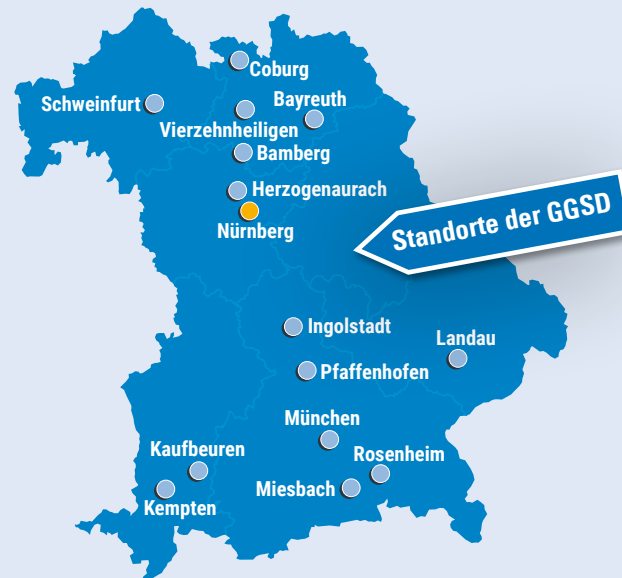 Coburg
Schweinfurt
Bayreuth
Vierzehnheiligen
Bamberg
Herzogenaurach
Nürnberg
Standorte der GGSD
Ingolstadt
Landau
Pfaffenhofen
München
Kaufbeuren
Rosenheim
Miesbach
Kempten